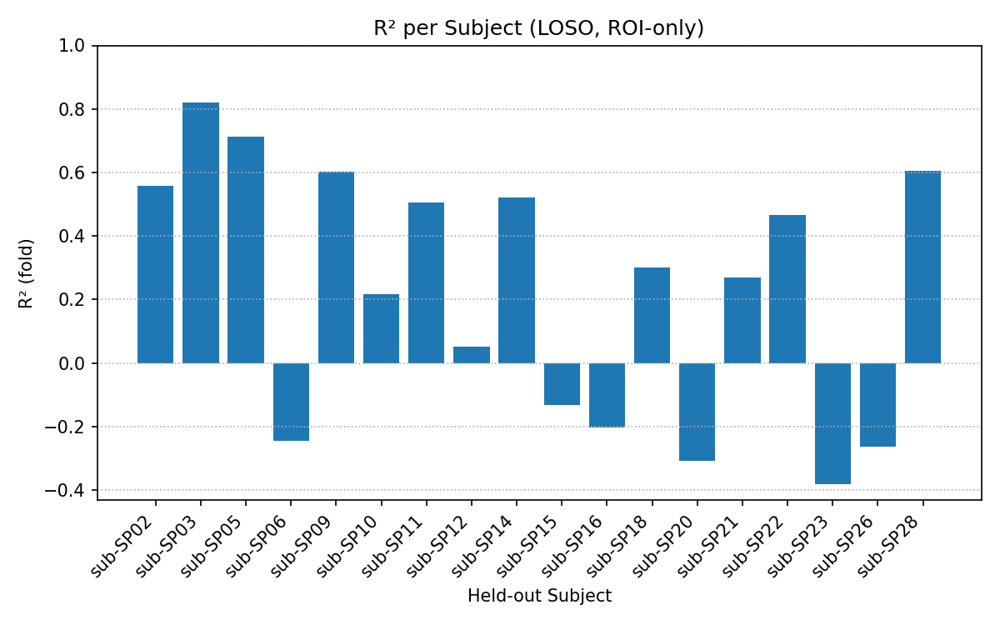 R² per Subject (LOSO, ROI-only)
1.0
0.8
0.6
0.4
0.2
0.0
−0.2
−0.4
R² (fold)
sub-SP02
sub-SP03
sub-SP05
sub-SP06
sub-SP09
sub-SP10
sub-SP11
sub-SP12
sub-SP14
sub-SP15
sub-SP16
sub-SP18
sub-SP20
sub-SP21
sub-SP22
sub-SP23
sub-SP26
sub-SP28
Held-out Subject